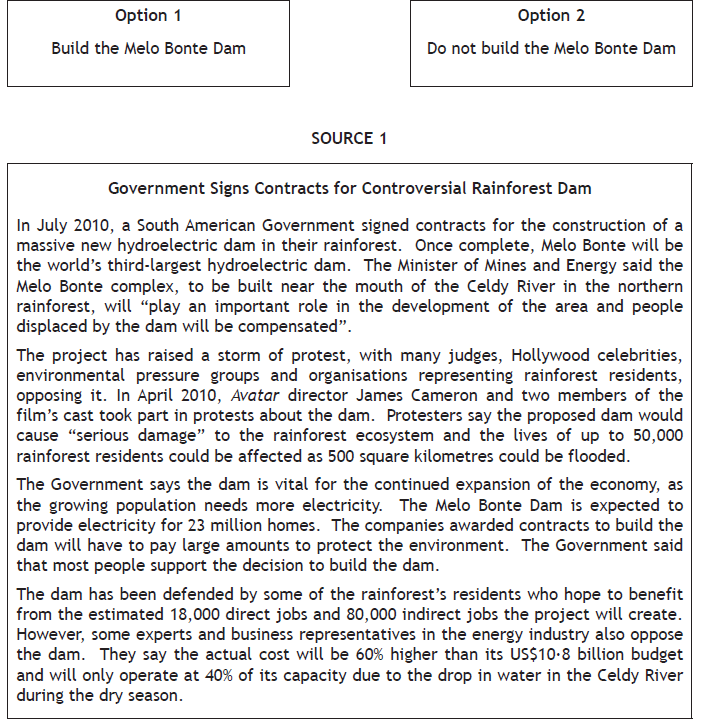 Option 1
Build the Melo Bonte Dam
Option 2
Do not build the Melo Bonte Dam
SOURCE 1
Government Signs Contracts for Controversial Rainforest Dam
In July 2010, a South American Government signed contracts for the construction of a
massive new hydroelectric dam in their rainforest. Once complete, Melo Bonte will be
the world’s third-largest hydroelectric dam. The Minister of Mines and Energy said the
Melo Bonte complex, to be built near the mouth of the Celdy River in the northern
rainforest, will “play an important role in the development of the area and people
displaced by the dam will be compensated”.
The project has raised a storm of protest, with many judges, Hollywood celebrities,
environmental pressure groups and organisations representing rainforest residents,
opposing it. In April 2010, Avatar director James Cameron and two members of the
film’s cast took part in protests about the dam. Protesters say the proposed dam would
cause “serious damage” to the rainforest ecosystem and the lives of up to 50,000
rainforest residents could be affected as 500 square kilometres could be flooded.
The Government says the dam is vital for the continued expansion of the economy, as
the growing population needs more electricity. The Melo Bonte Dam is expected to
provide electricity for 23 million homes. The companies awarded contracts to build the
dam will have to pay large amounts to protect the environment. The Government said
that most people support the decision to build the dam.
The dam has been defended by some of the rainforest’s residents who hope to benefit
from the estimated 18,000 direct jobs and 80,000 indirect jobs the project will create.
However, some experts and business representatives in the energy industry also oppose
the dam. They say the actual cost will be 60% higher than its US$10·8 billion budget
and will only operate at 40% of its capacity due to the drop in water in the Celdy River
during the dry season.